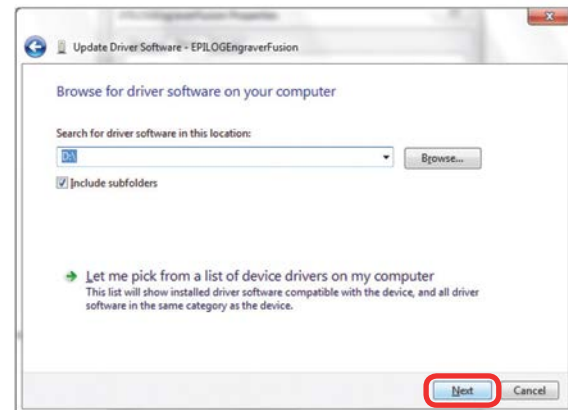 EPILOGEngraverFusion Properties
Update Driver Software - EPILOGEngraverFusion
Browse for driver software on your computer
Search for driver software in this location:
D:\
Browse...
Include subfolders
Let me pick from a list of device drivers on my computer
This list will show installed driver software compatible with the device, and all driver
software in the same category as the device.
Next
Cancel